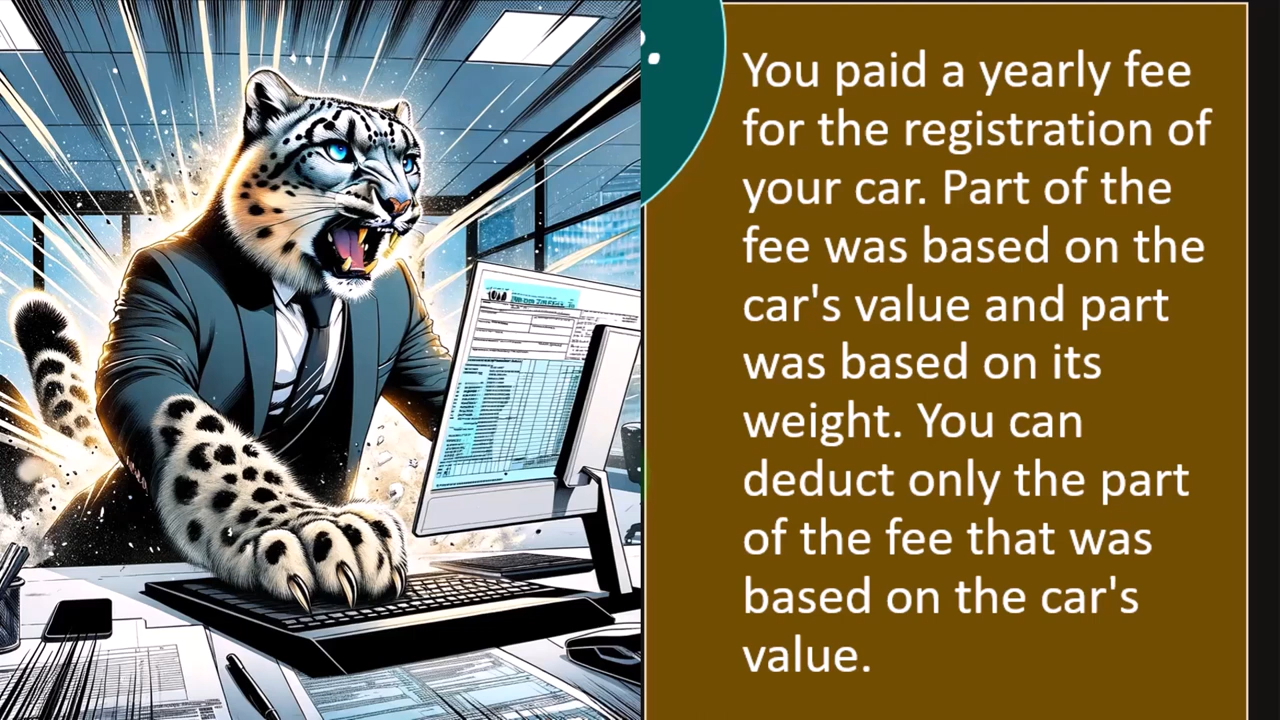 You paid a yearly fee
for the registration of
your car. Part of the
fee was based on the
car's value and part
was based on its
weight. You can
deduct only the part
of the fee that was
based on the car's
value.